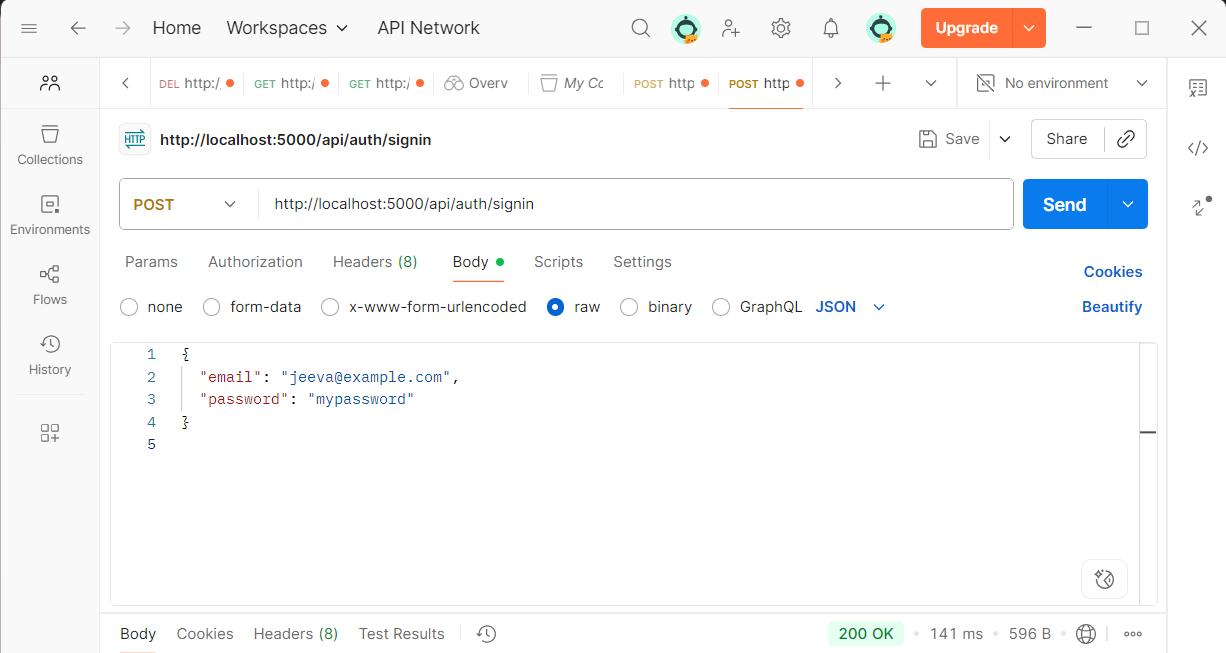 Home Workspaces API Network Upgrade
DEL http:/, GET http:/ GET http:/ Overv My Cc POST http POST http No environment
HTTP http://localhost:5000/api/auth/signin Save Share
POST http://localhost:5000/api/auth/signin Send
Params Authorization Headers (8) Body Scripts Settings Cookies
none form-data x-www-form-urlencoded raw binary GraphQL JSON Beautify
Collections
Environments
Flows
History
1 {
2 "email": "jeeva@example.com",
3 "password": "mypassword"
4 }
5
Body Cookies Headers (8) Test Results 200 OK 141 ms 596 B